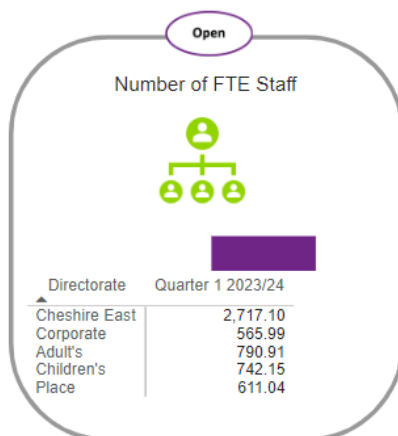 Open
Number of FTE Staff
Directorate Quarter 1 2023/24
Cheshire East 2,717.10
Corporate 565.99
Adult's 790.91
Children's 742.15
Place 611.04